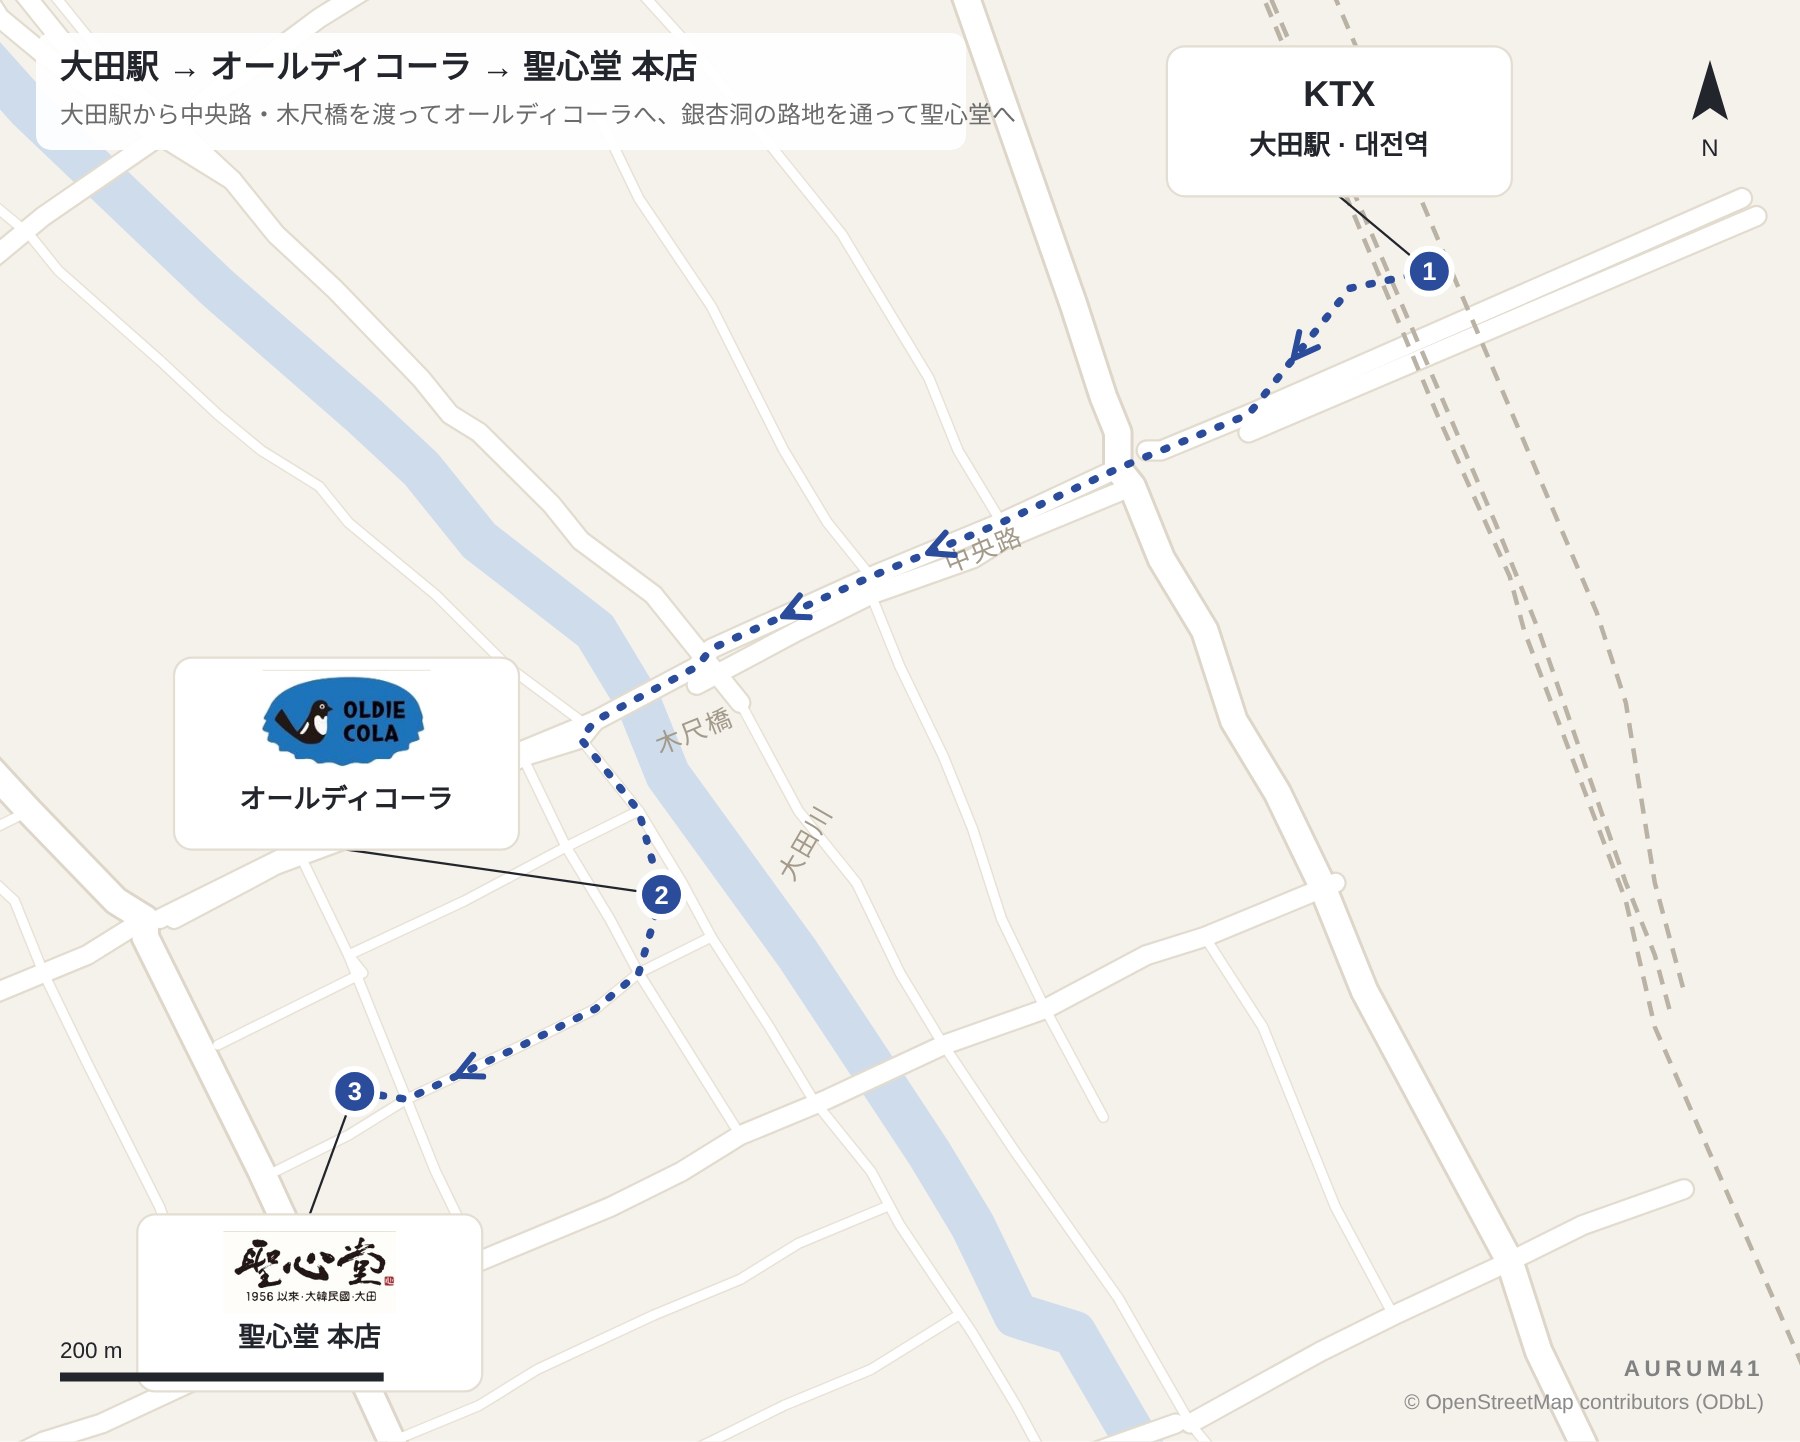 大田駅 → オールディコーラ → 聖心堂 本店
大田駅から中央路・木尺橋を渡ってオールディコーラへ、銀杏洞の路地を通って聖心堂へ
KTX
大田駅 · 대전역
N
1
中央路
木尺橋
大田川
OLDIE
COLA
オールディコーラ
2
3
聖心堂
1956 以来·大韓民國·大田
聖心堂 本店
200 m
AURUM41
© OpenStreetMap contributors (ODbL)